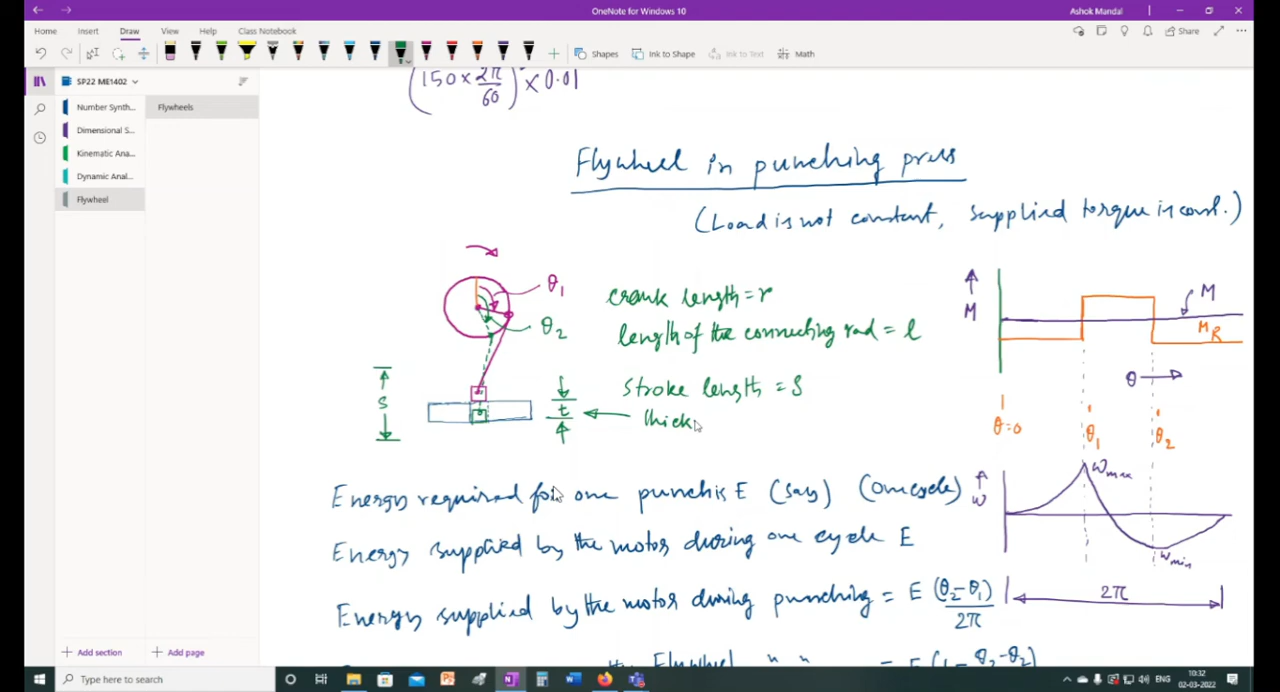 OneNote for Windows 10
Ashok Mandal
Home Insert Draw View Help Class Notebook
Share
Shapes Ink to Shape Ink to Text Math
SP22 ME1402
Number Synth...
Dimensional S...
Kinematic Ana...
Dynamic Anal...
Flywheel
Flywheels
(150 × 2π/60) × 0.01
Flywheel in punching press
(Load is not constant, supplied torque is const.)
θ1
θ2
S
t
crank length = r
length of the connecting rod = l
Stroke length = S
thick
M
M
MR
θ
θ=0
θ1
θ2
ω
ωmax
ωmin
2π
Energy required for one punch is E (say) (one cycle)
Energy supplied by the motor during one cycle E
Energy supplied by the motor during punching = E (θ2-θ1)/2π
the Flywheel " " = E (1- θ2-θ2)
Add section
Add page
Type here to search
ENG
10:32
02-03-2022